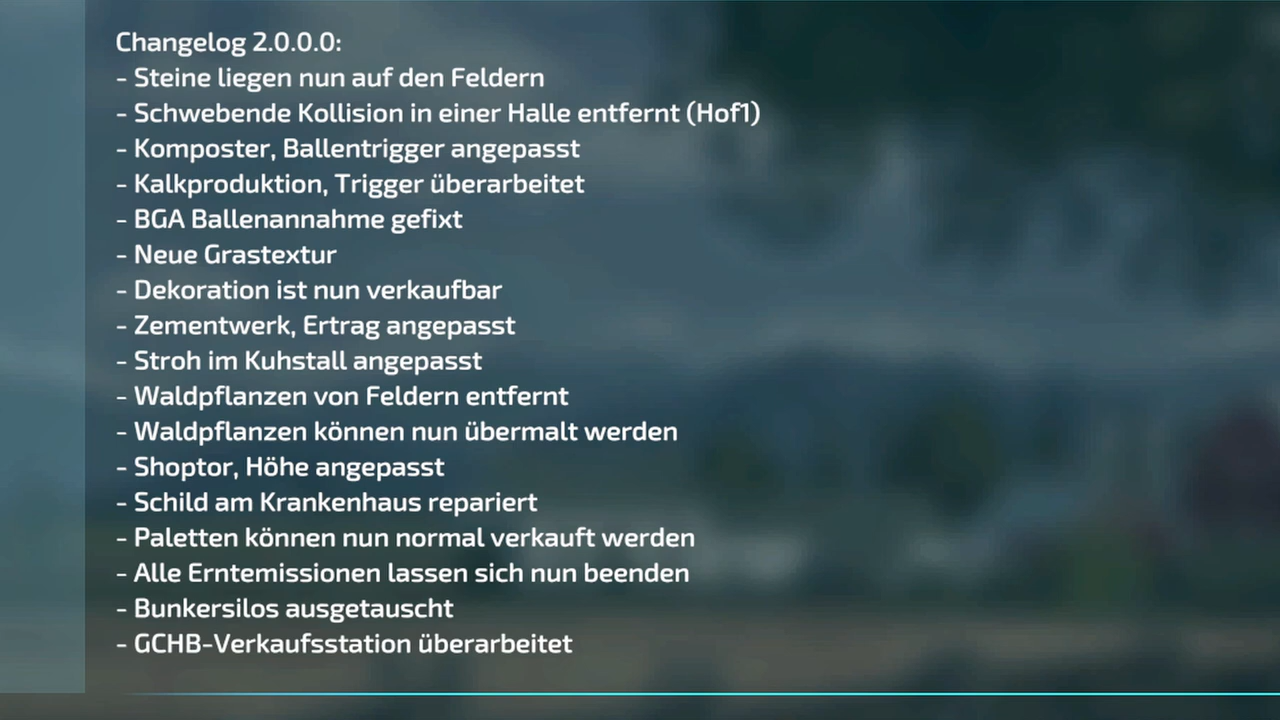 Changelog 2.0.0.0:
- Steine liegen nun auf den Feldern
- Schwebende Kollision in einer Halle entfernt (Hof1)
- Komposter, Ballentrigger angepasst
- Kalkproduktion, Trigger überarbeitet
- BGA Ballenannahme gefixt
- Neue Grastextur
- Dekoration ist nun verkaufbar
- Zementwerk, Ertrag angepasst
- Stroh im Kuhstall angepasst
- Waldpflanzen von Feldern entfernt
- Waldpflanzen können nun übermalt werden
- Shoptor, Höhe angepasst
- Schild am Krankenhaus repariert
- Paletten können nun normal verkauft werden
- Alle Erntemissionen lassen sich nun beenden
- Bunkersilos ausgetauscht
- GCHB-Verkaufsstation überarbeitet